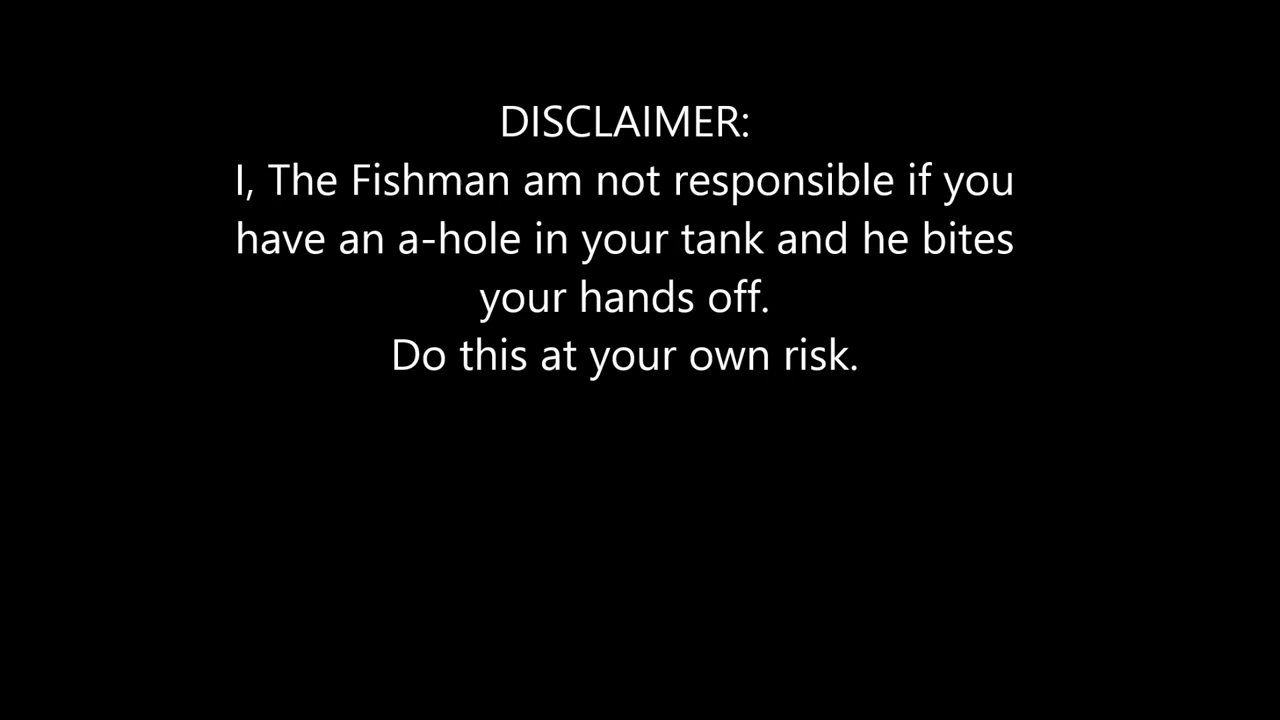 DISCLAIMER:
I, The Fishman am not responsible if you
have an a-hole in your tank and he bites
your hands off.
Do this at your own risk.